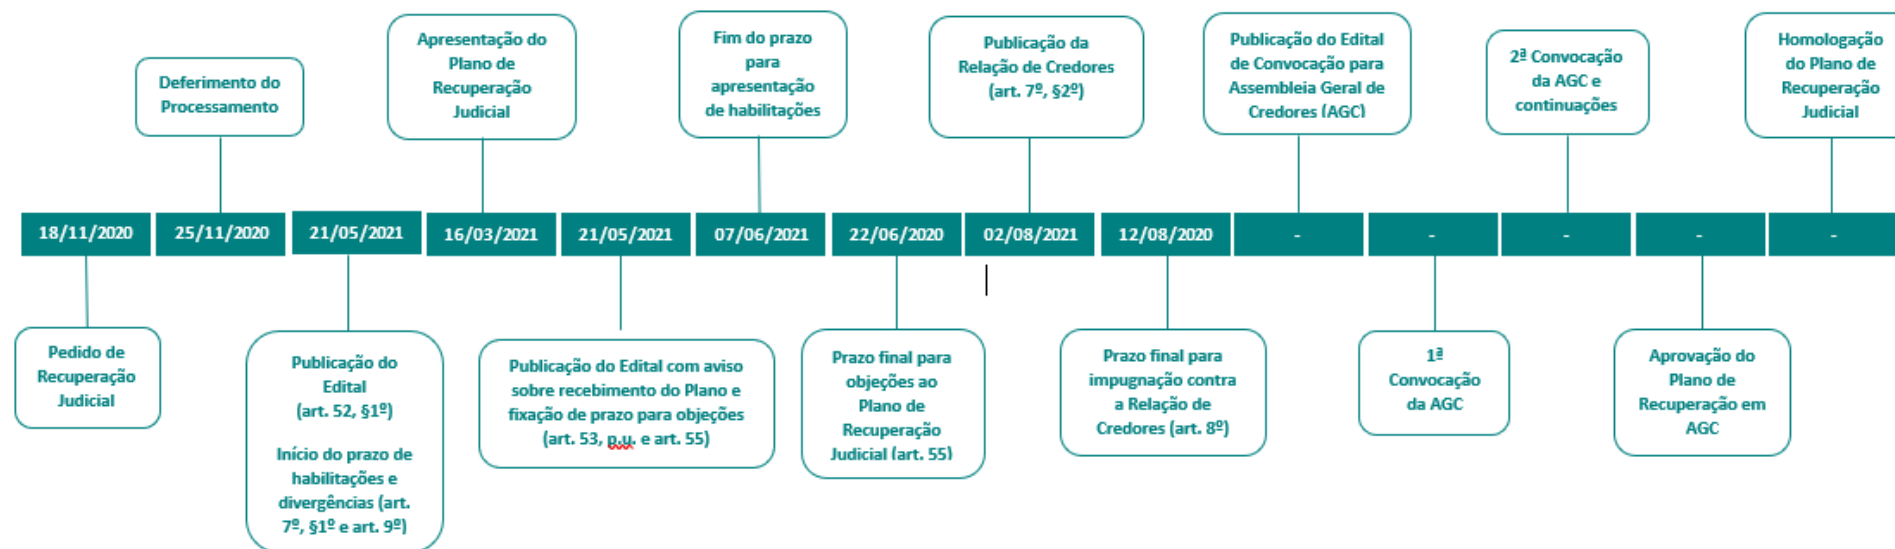 Deferimento do
Processamento
Apresentação do
Plano de
Recuperação
Judicial
Fim do prazo
para
apresentação
de habilitações
Publicação da
Relação de Credores
(art. 7º, §2º)
Publicação do Edital
de Convocação para
Assembleia Geral de
Credores (AGC)
2ª Convocação
da AGC e
continuações
Homologação
do Plano de
Recuperação
Judicial
18/11/2020
25/11/2020
21/05/2021
16/03/2021
21/05/2021
07/06/2021
22/06/2020
02/08/2021
12/08/2020
-
-
-
-
-
Pedido de
Recuperação
Judicial
Publicação do
Edital
(art. 52, §1º)
Início do prazo de
habilitações e
divergências (art.
7º, §1º e art. 9º)
Publicação do Edital com aviso
sobre recebimento do Plano e
fixação de prazo para objeções
(art. 53, p.u. e art. 55)
Prazo final para
objeções ao
Plano de
Recuperação
Judicial (art. 55)
Prazo final para
impugnação contra
a Relação de
Credores (art. 8º)
1ª
Convocação
da AGC
Aprovação do
Plano de
Recuperação em
AGC